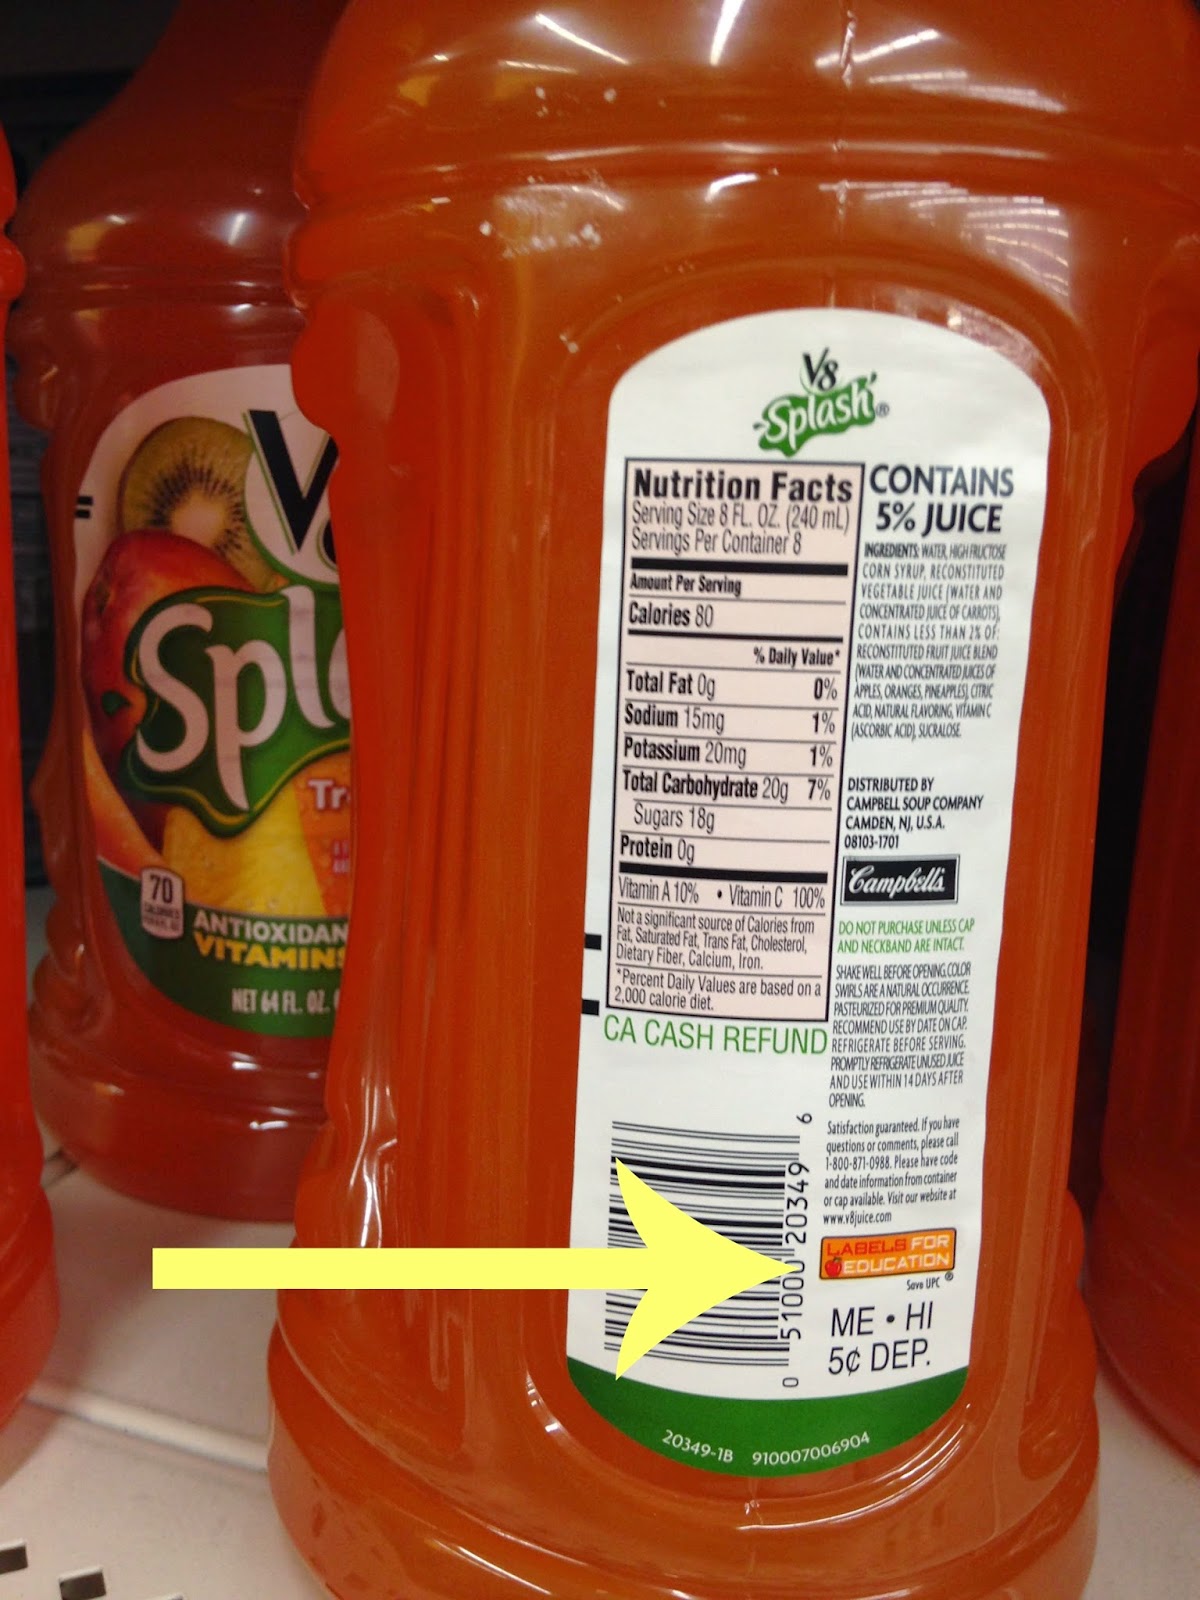 V8
Splash®
Nutrition Facts
Serving Size 8 FL. OZ. (240 mL)
Servings Per Container 8
Amount Per Serving
Calories 80
% Daily Value*
Total Fat 0g 0%
Sodium 15mg 1%
Potassium 20mg 1%
Total Carbohydrate 20g 7%
Sugars 18g
Protein 0g
Vitamin A 10% • Vitamin C 100%
Not a significant source of Calories from
Fat, Saturated Fat, Trans Fat, Cholesterol,
Dietary Fiber, Calcium, Iron.
*Percent Daily Values are based on a
2,000 calorie diet.
CA CASH REFUND
CONTAINS
5% JUICE
INGREDIENTS: WATER, HIGH FRUCTOSE
CORN SYRUP, RECONSTITUTED
VEGETABLE JUICE (WATER AND
CONCENTRATED JUICE OF CARROTS),
CONTAINS LESS THAN 2% OF:
RECONSTITUTED FRUIT JUICE BLEND
(WATER AND CONCENTRATED JUICES OF
APPLES, ORANGES, PINEAPPLES), CITRIC
ACID, NATURAL FLAVORING, VITAMIN C
(ASCORBIC ACID), SUCRALOSE.
DISTRIBUTED BY
CAMPBELL SOUP COMPANY
CAMDEN, NJ, U.S.A.
08103-1701
Campbell's
DO NOT PURCHASE UNLESS CAP
AND NECKBAND ARE INTACT.
SHAKE WELL BEFORE OPENING. COLOR
SWIRLS ARE A NATURAL OCCURRENCE.
PASTEURIZED FOR PREMIUM QUALITY.
RECOMMEND USE BY DATE ON CAP.
REFRIGERATE BEFORE SERVING.
PROMPTLY REFRIGERATE UNUSED JUICE
AND USE WITHIN 14 DAYS AFTER
OPENING.
Satisfaction guaranteed. If you have
questions or comments, please call
1-800-871-0988. Please have code
and date information from container
or cap available. Visit our website at
www.v8juice.com
LABELS FOR
EDUCATION
Save UPC ®
ME • HI
5¢ DEP.
0 51000 20349 6
20349-1B 910007006904
V8
Spl
Tr
70
CALORIES
ANTIOXIDAN
VITAMINS
NET 64 FL. OZ.